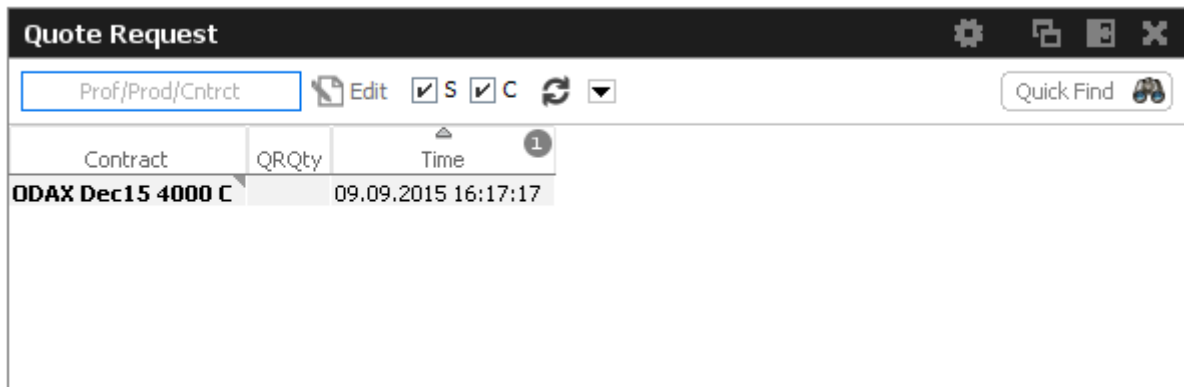 Quote Request
Prof/Prod/Cntrct Edit S C Quick Find
Contract QRQty Time 1
ODAX Dec15 4000 C 09.09.2015 16:17:17